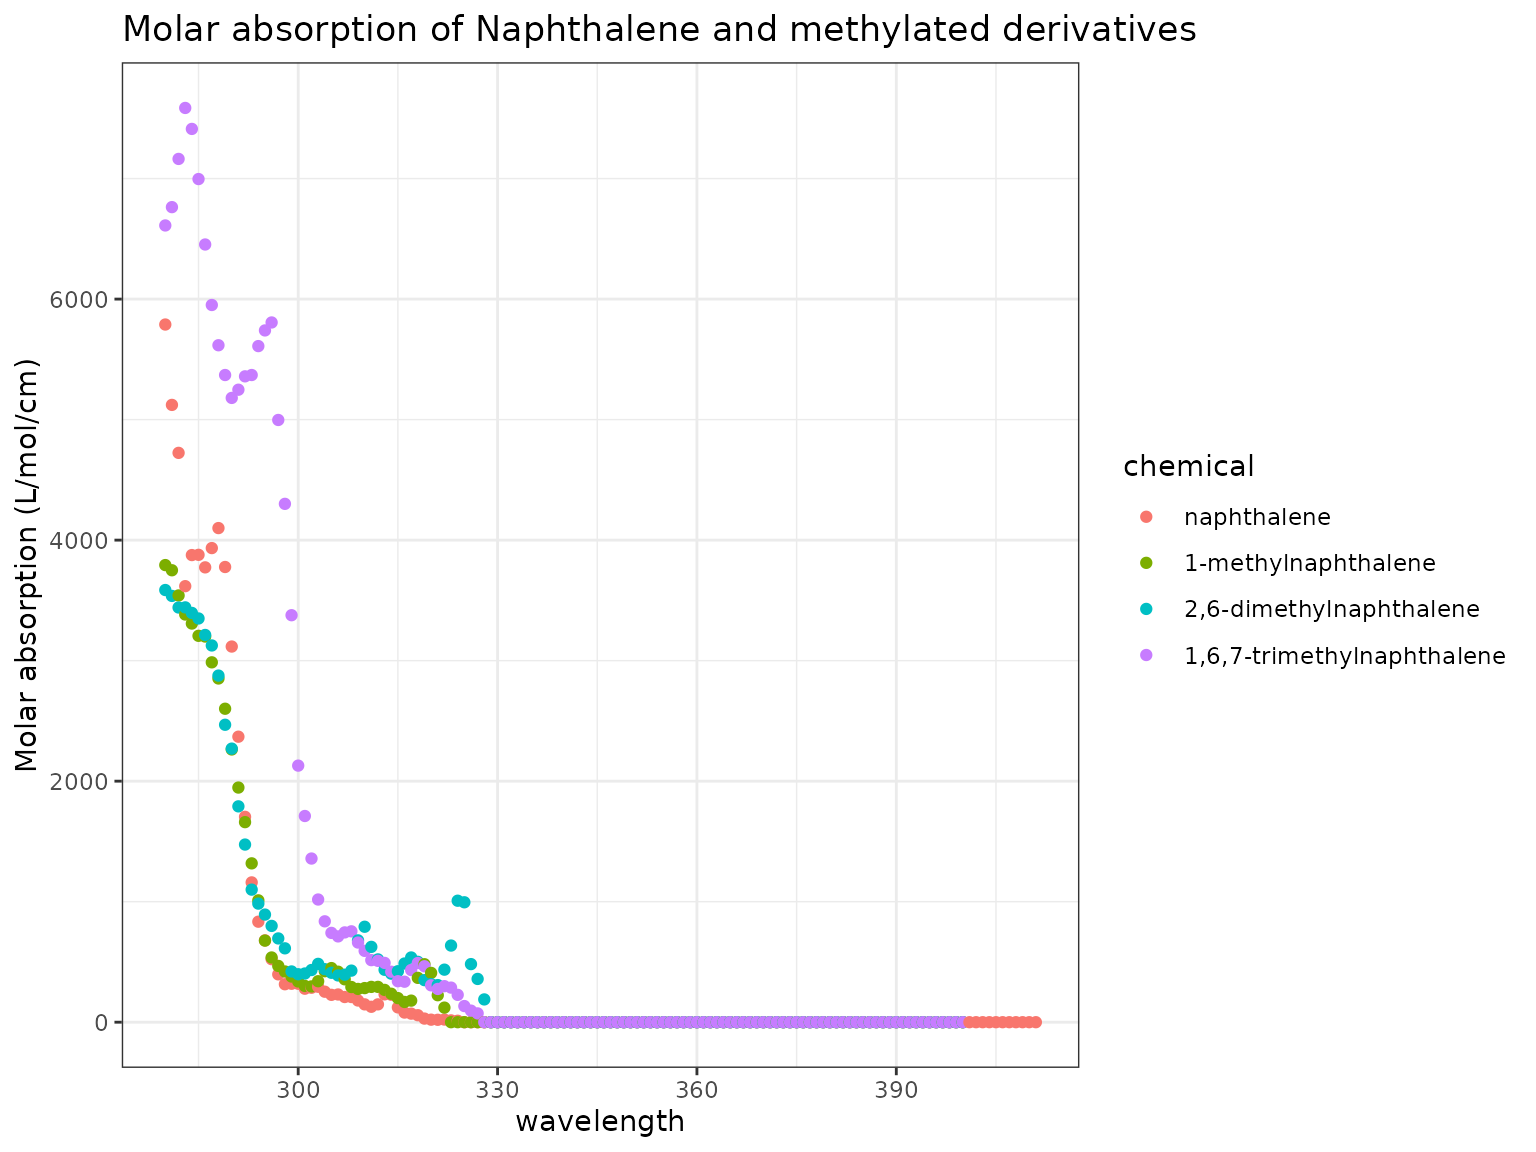 Molar absorption of Naphthalene and methylated derivatives
Molar absorption (L/mol/cm)
6000
4000
2000
0
300
330
360
390
wavelength
chemical
naphthalene
1-methylnaphthalene
2,6-dimethylnaphthalene
1,6,7-trimethylnaphthalene